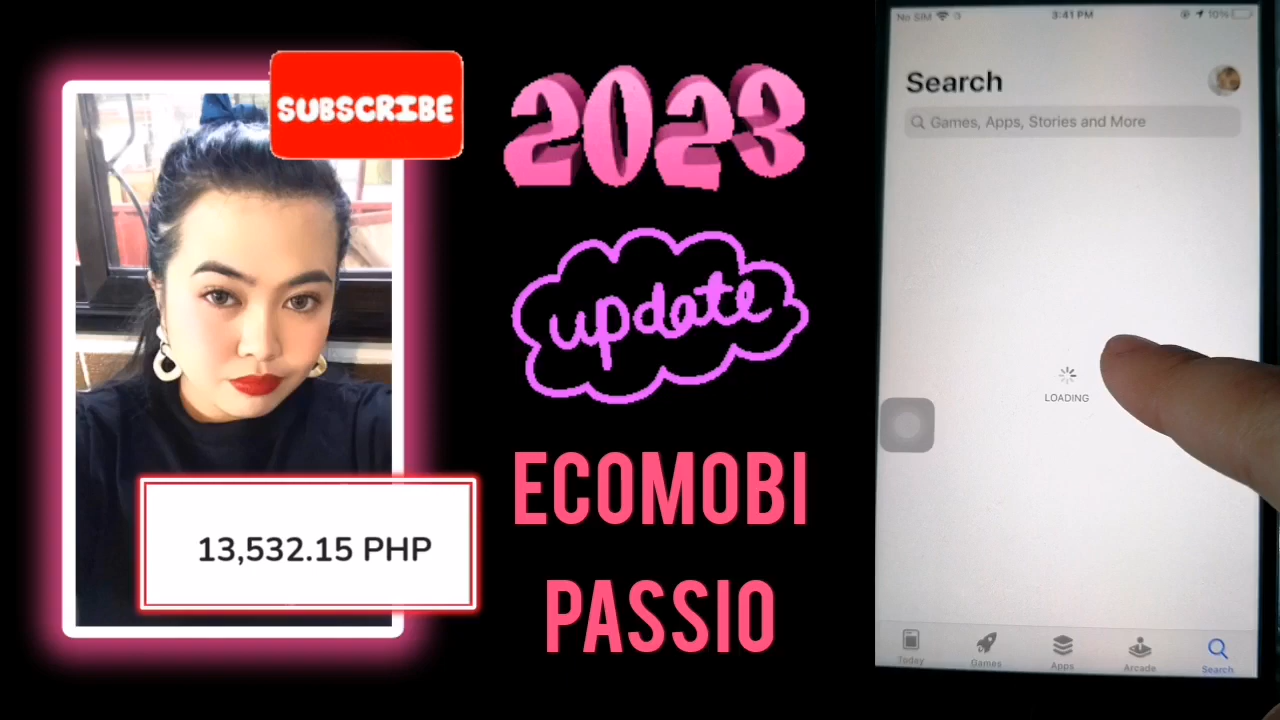 SUBSCRIBE
13,532.15 PHP
2023
update
ECOMOBI
PASSIO
No SIM
3:41 PM
10%
Search
Games, Apps, Stories and More
LOADING
Today
Games
Apps
Arcade
Search